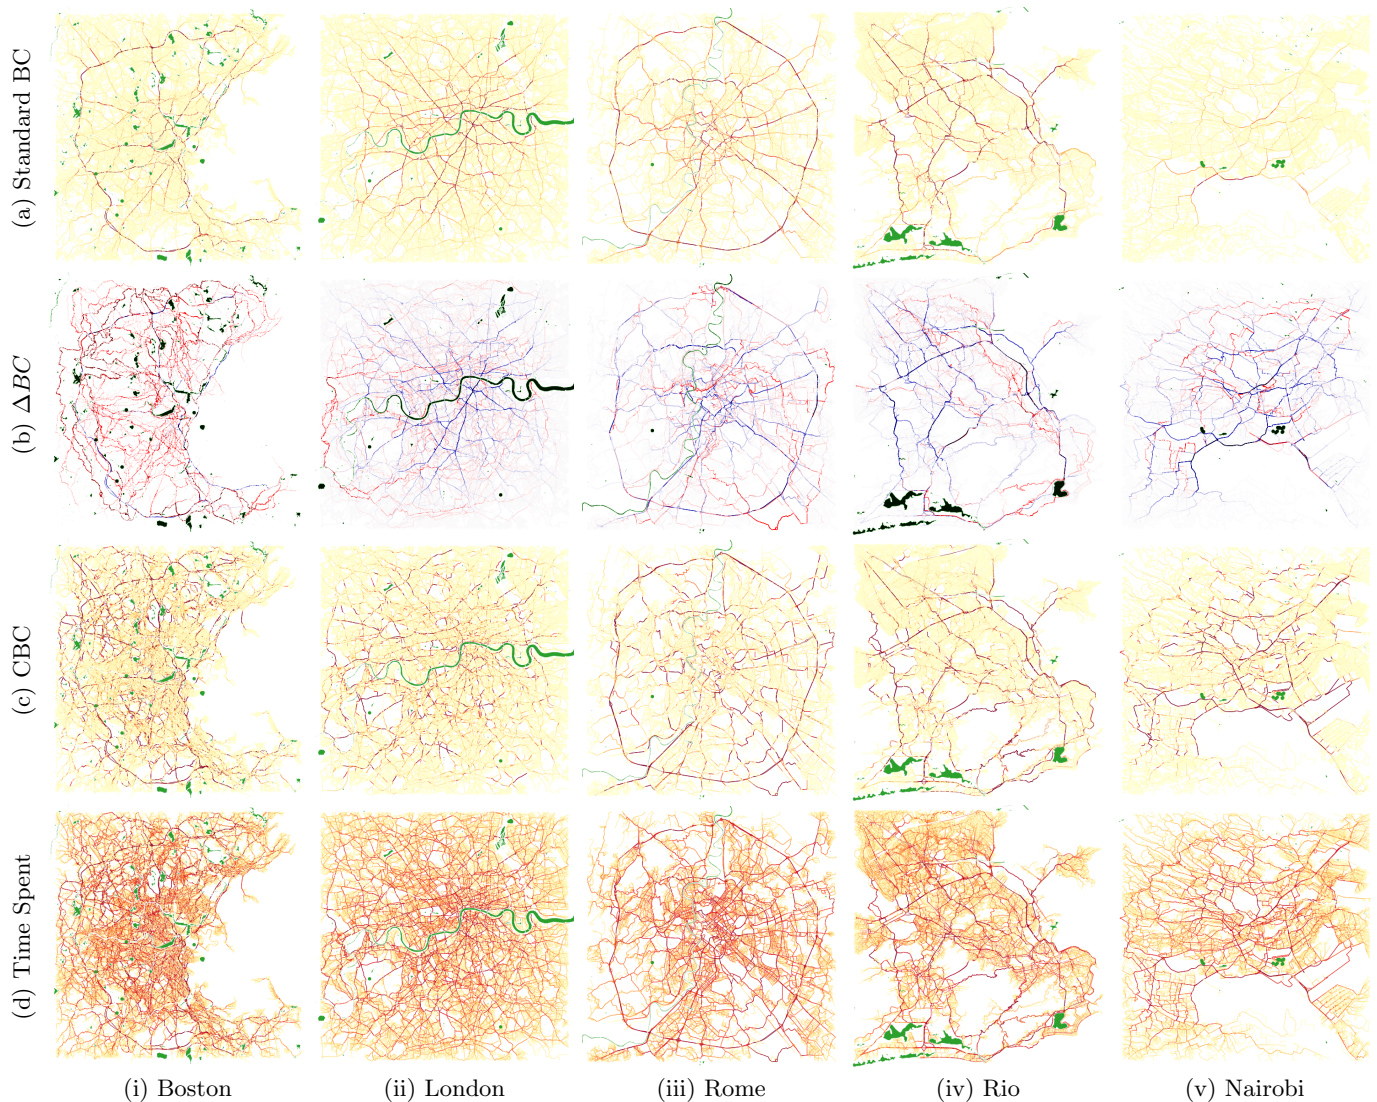 (a) Standard BC
(b) ΔBC
(c) CBC
(d) Time Spent
(i) Boston
(ii) London
(iii) Rome
(iv) Rio
(v) Nairobi